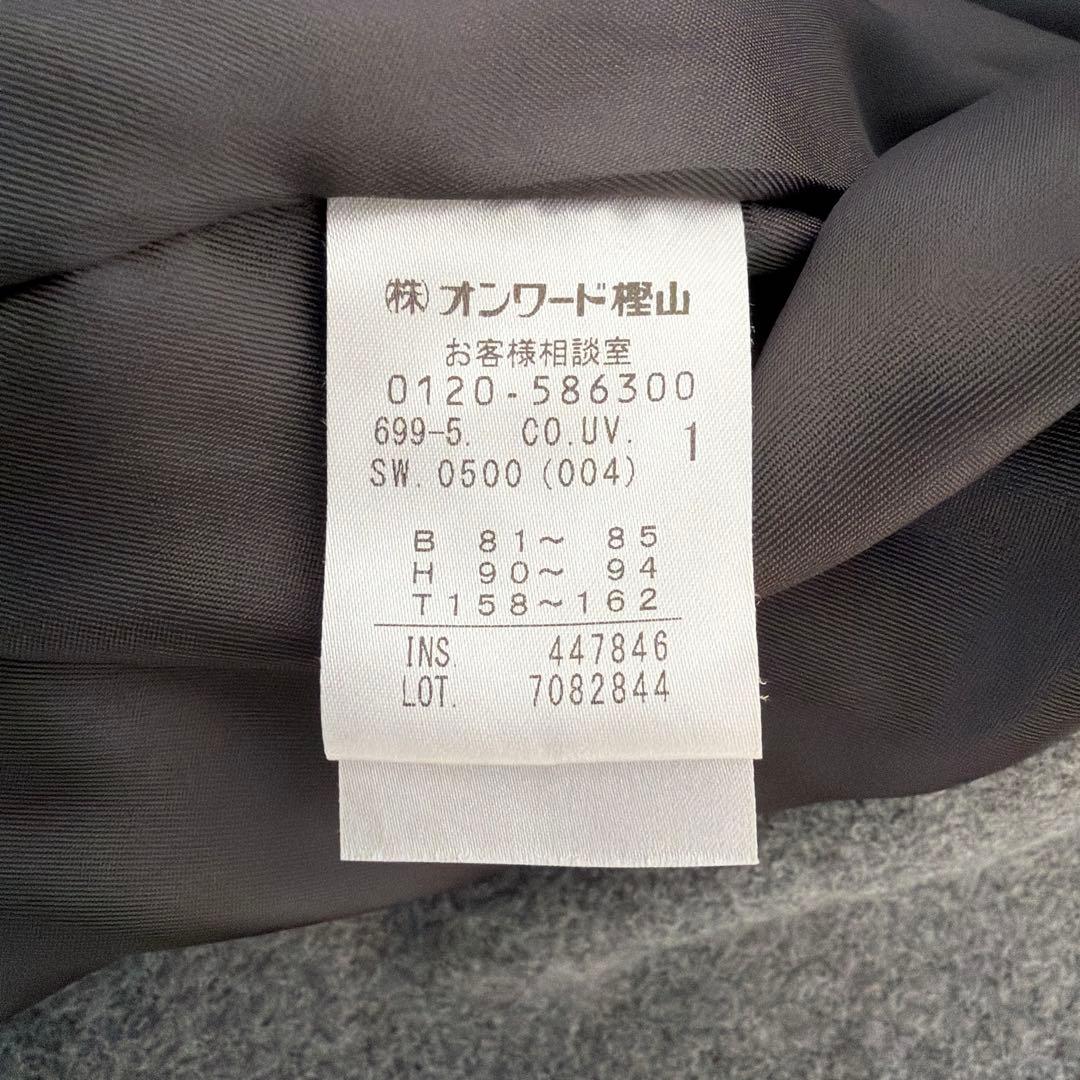 ㈱オンワード樫山
お客様相談室
0120-586300
699-5. CO.UV. 1
SW.0500(004)
B 81~ 85
H 90~ 94
T158~162
INS. 447846
LOT. 7082844